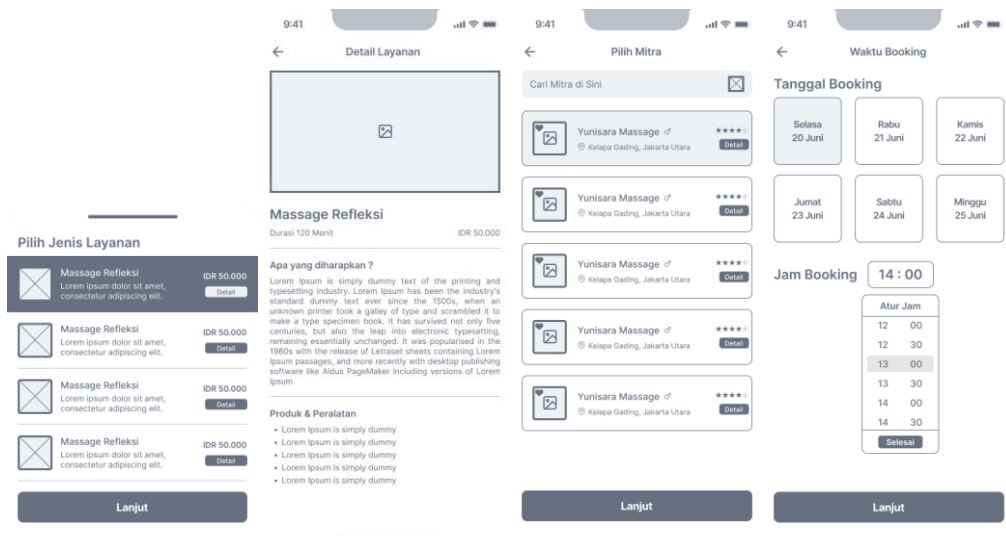 Pilih Jenis Layanan
Massage Refleksi
Lorem ipsum dolor sit amet,
consectetur adipiscing elit.
IDR 50.000
Detail
Massage Refleksi
Lorem ipsum dolor sit amet,
consectetur adipiscing elit.
IDR 50.000
Detail
Massage Refleksi
Lorem ipsum dolor sit amet,
consectetur adipiscing elit.
IDR 50.000
Detail
Massage Refleksi
Lorem ipsum dolor sit amet,
consectetur adipiscing elit.
IDR 50.000
Detail
Lanjut
9:41
Detail Layanan
Massage Refleksi
Durasi 120 Menit IDR 50.000
Apa yang diharapkan ?
Lorem Ipsum is simply dummy text of the printing and
typesetting industry. Lorem Ipsum has been the industry's
standard dummy text ever since the 1500s, when an
unknown printer took a galley of type and scrambled it to
make a type specimen book. It has survived not only five
centuries, but also the leap into electronic typesetting,
remaining essentially unchanged. It was popularised in the
1960s with the release of Letraset sheets containing Lorem
Ipsum passages, and more recently with desktop publishing
software like Aldus PageMaker including versions of Lorem
Ipsum
Produk & Peralatan
• Lorem Ipsum is simply dummy
• Lorem Ipsum is simply dummy
• Lorem Ipsum is simply dummy
• Lorem Ipsum is simply dummy
• Lorem Ipsum is simply dummy
9:41
Pilih Mitra
Cari Mitra di Sini
Yunisara Massage ♂
Kelapa Gading, Jakarta Utara
Detail
Yunisara Massage ♂
Kelapa Gading, Jakarta Utara
Detail
Yunisara Massage ♂
Kelapa Gading, Jakarta Utara
Detail
Yunisara Massage ♂
Kelapa Gading, Jakarta Utara
Detail
Yunisara Massage ♂
Kelapa Gading, Jakarta Utara
Detail
Lanjut
9:41
Waktu Booking
Tanggal Booking
Selasa
20 Juni
Rabu
21 Juni
Kamis
22 Juni
Jumat
23 Juni
Sabtu
24 Juni
Minggu
25 Juni
Jam Booking 14 : 00
Atur Jam
12 00
12 30
13 00
13 30
14 00
14 30
Selesai
Lanjut